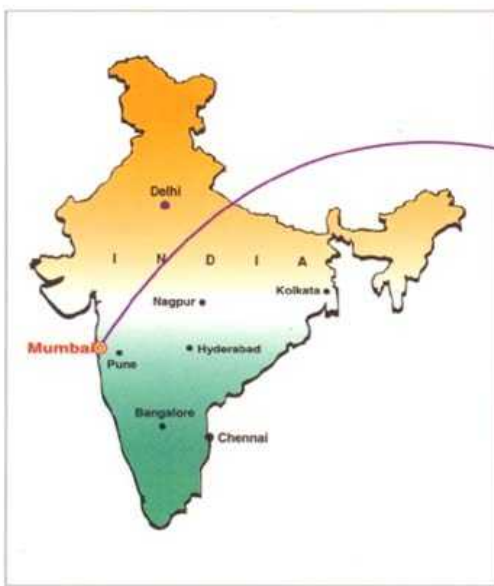 Delhi
I N D I A
Kolkata
Nagpur
Mumbai
Hyderabad
Pune
Bangalore
Chennai